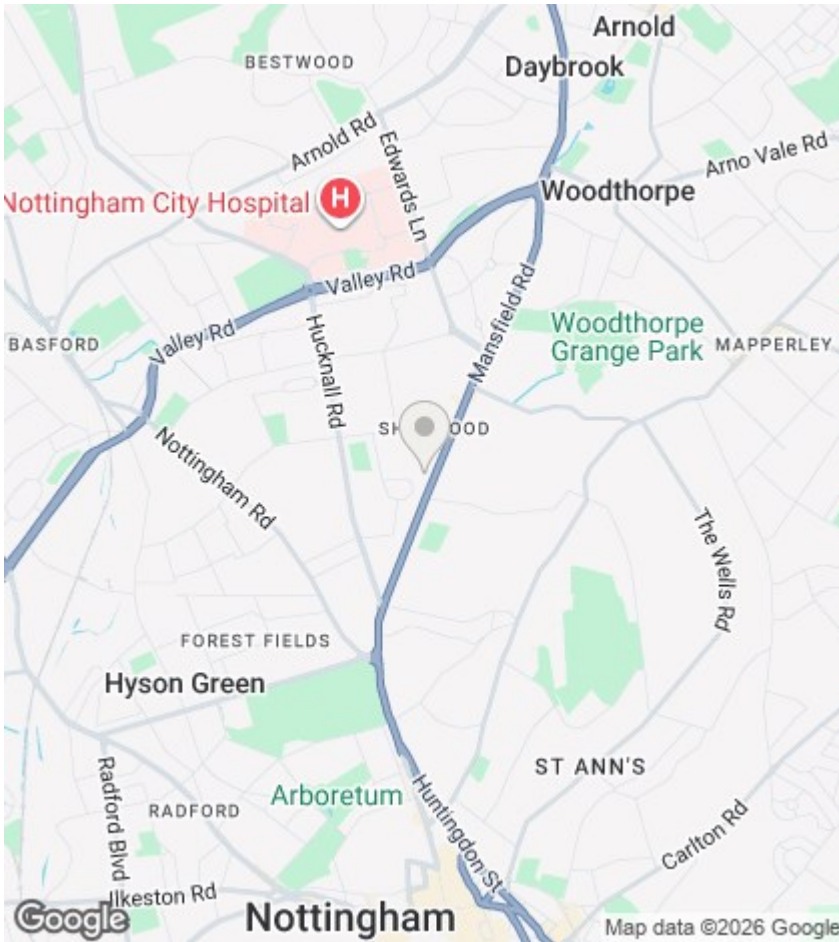 Arnold
BESTWOOD
Daybrook
Arnold Rd
Edwards Ln
Arno Vale Rd
Nottingham City Hospital
H
Woodthorpe
Valley Rd
Mansfield Rd
Valley Rd
Hucknall Rd
Woodthorpe
Grange Park
BASFORD
MAPPERLEY
SH OOD
Nottingham Rd
The Wells Rd
FOREST FIELDS
Hyson Green
ST ANN'S
Radford Blvd
Arboretum
RADFORD
Huntingdon St
Carlton Rd
Ilkeston Rd
Google
Nottingham
Map data ©2026 Google